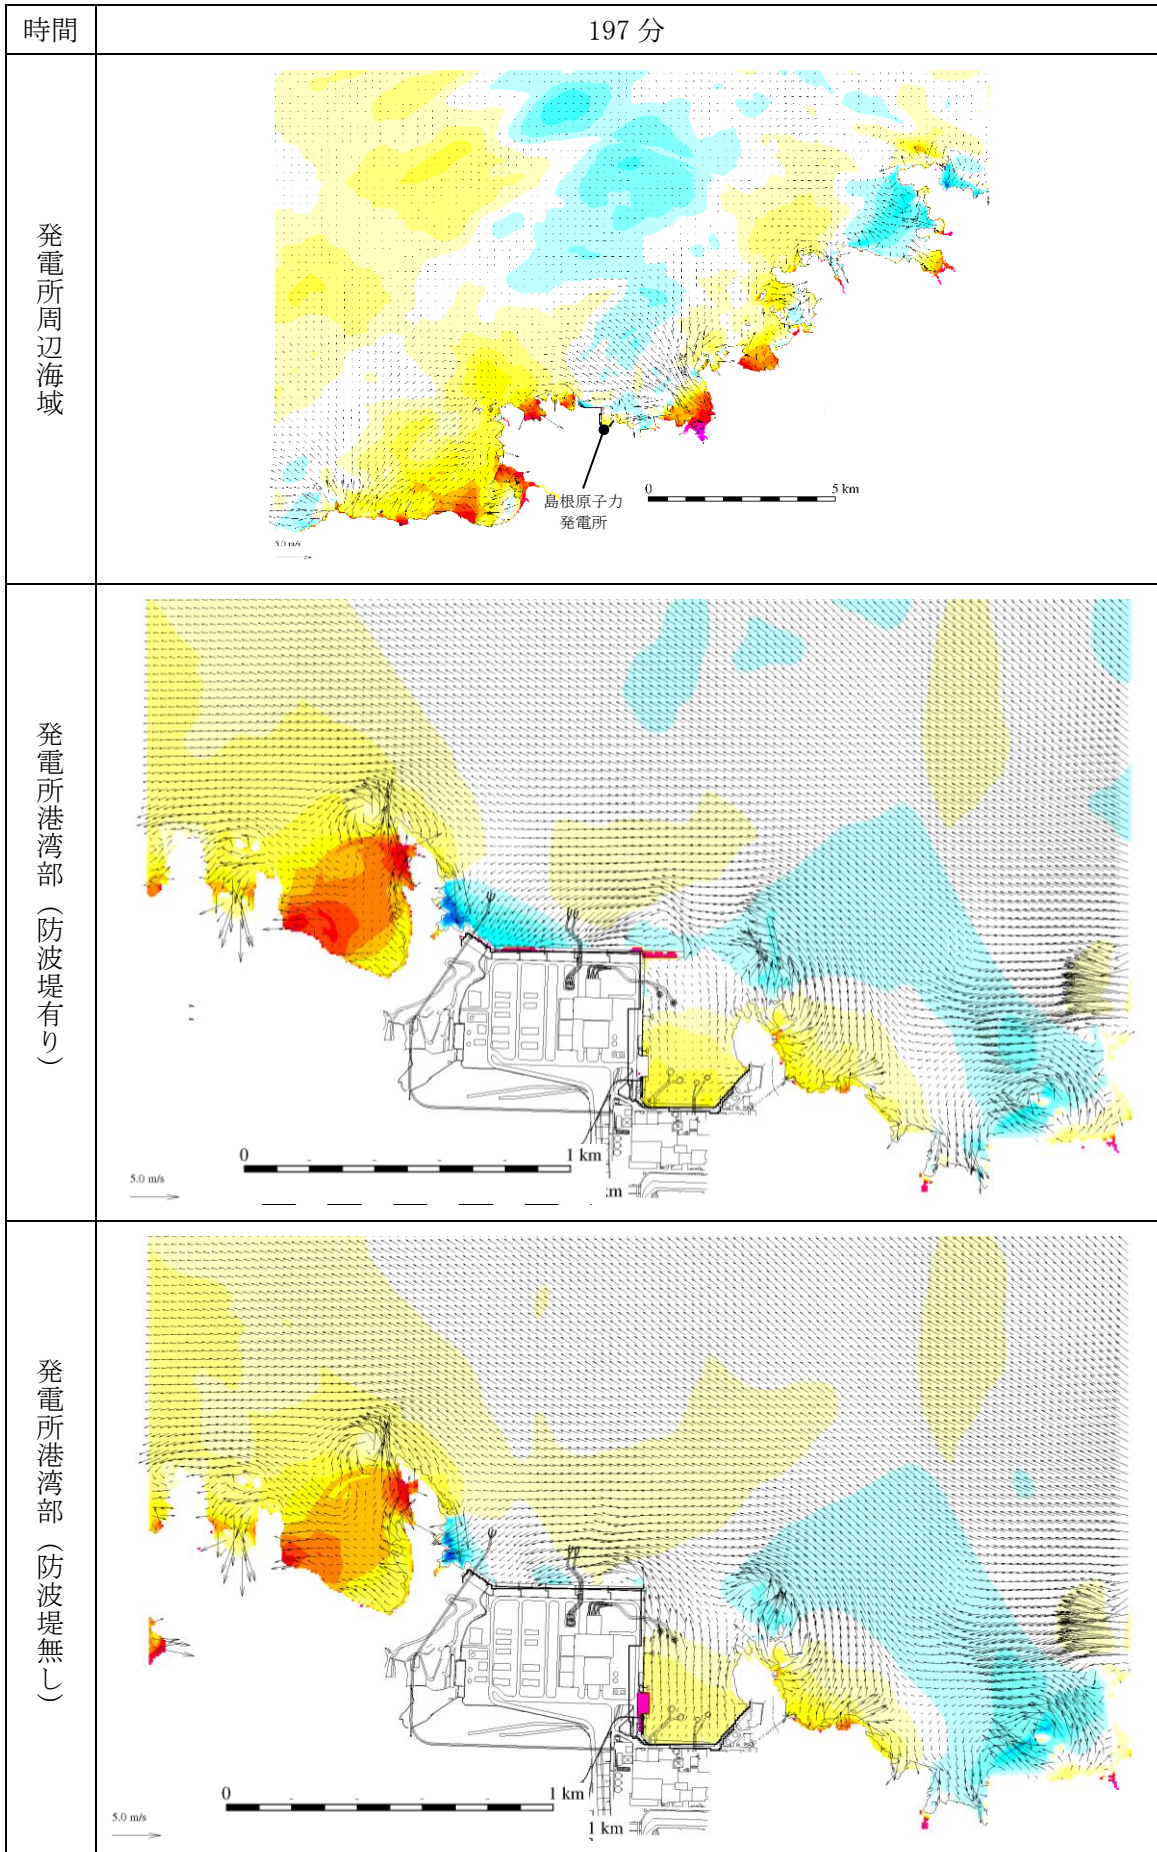 時間
197 分
発電所周辺海域
島根原子力
発電所
0
5 km
5.0 m/s
発電所港湾部（防波堤有り）
0
1 km
5.0 m/s
km
発電所港湾部（防波堤無し）
0
1 km
5.0 m/s
1 km